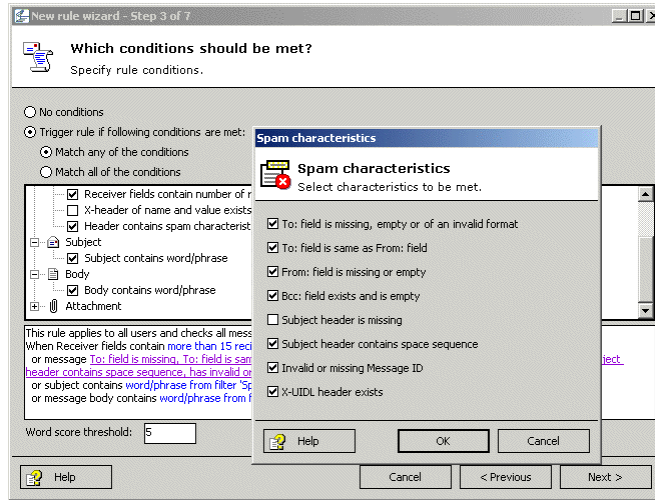 New rule wizard - Step 3 of 7
Which conditions should be met?
Specify rule conditions.
No conditions
Trigger rule if following conditions are met:
Match any of the conditions
Match all of the conditions
Receiver fields contain number of
X-header of name and value exists
Header contains spam
Subject
Subject contains word/phrase
Body
Body contains word/phrase
Attachment
This rule applies to all users and checks all
When Receiver fields contain more than 15
or message To: field is missing, To: field is
header contains space sequence, has invalid
or subject contains word/phrase from filter
or message body contains word/phrase from
Word score threshold: 5
Help
Cancel
< Previous
Next >
Spam characteristics
Spam characteristics
Select characteristics to be met.
To: field is missing, empty or of an invalid format
To: field is same as From: field
From: field is missing or empty
Bcc: field exists and is empty
Subject header is missing
Subject header contains space sequence
Invalid or missing Message ID
X-UIDL header exists
Help
OK
Cancel